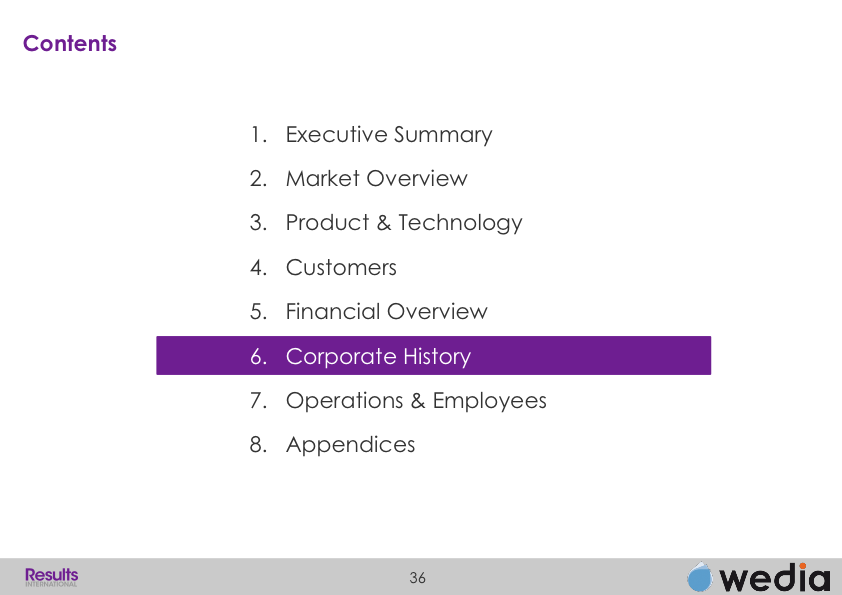 Contents
1. Executive Summary
2. Market Overview
3. Product & Technology
4. Customers
5. Financial Overview
6. Corporate History
7. Operations & Employees
8. Appendices
Results
INTERNATIONAL
36
wedia